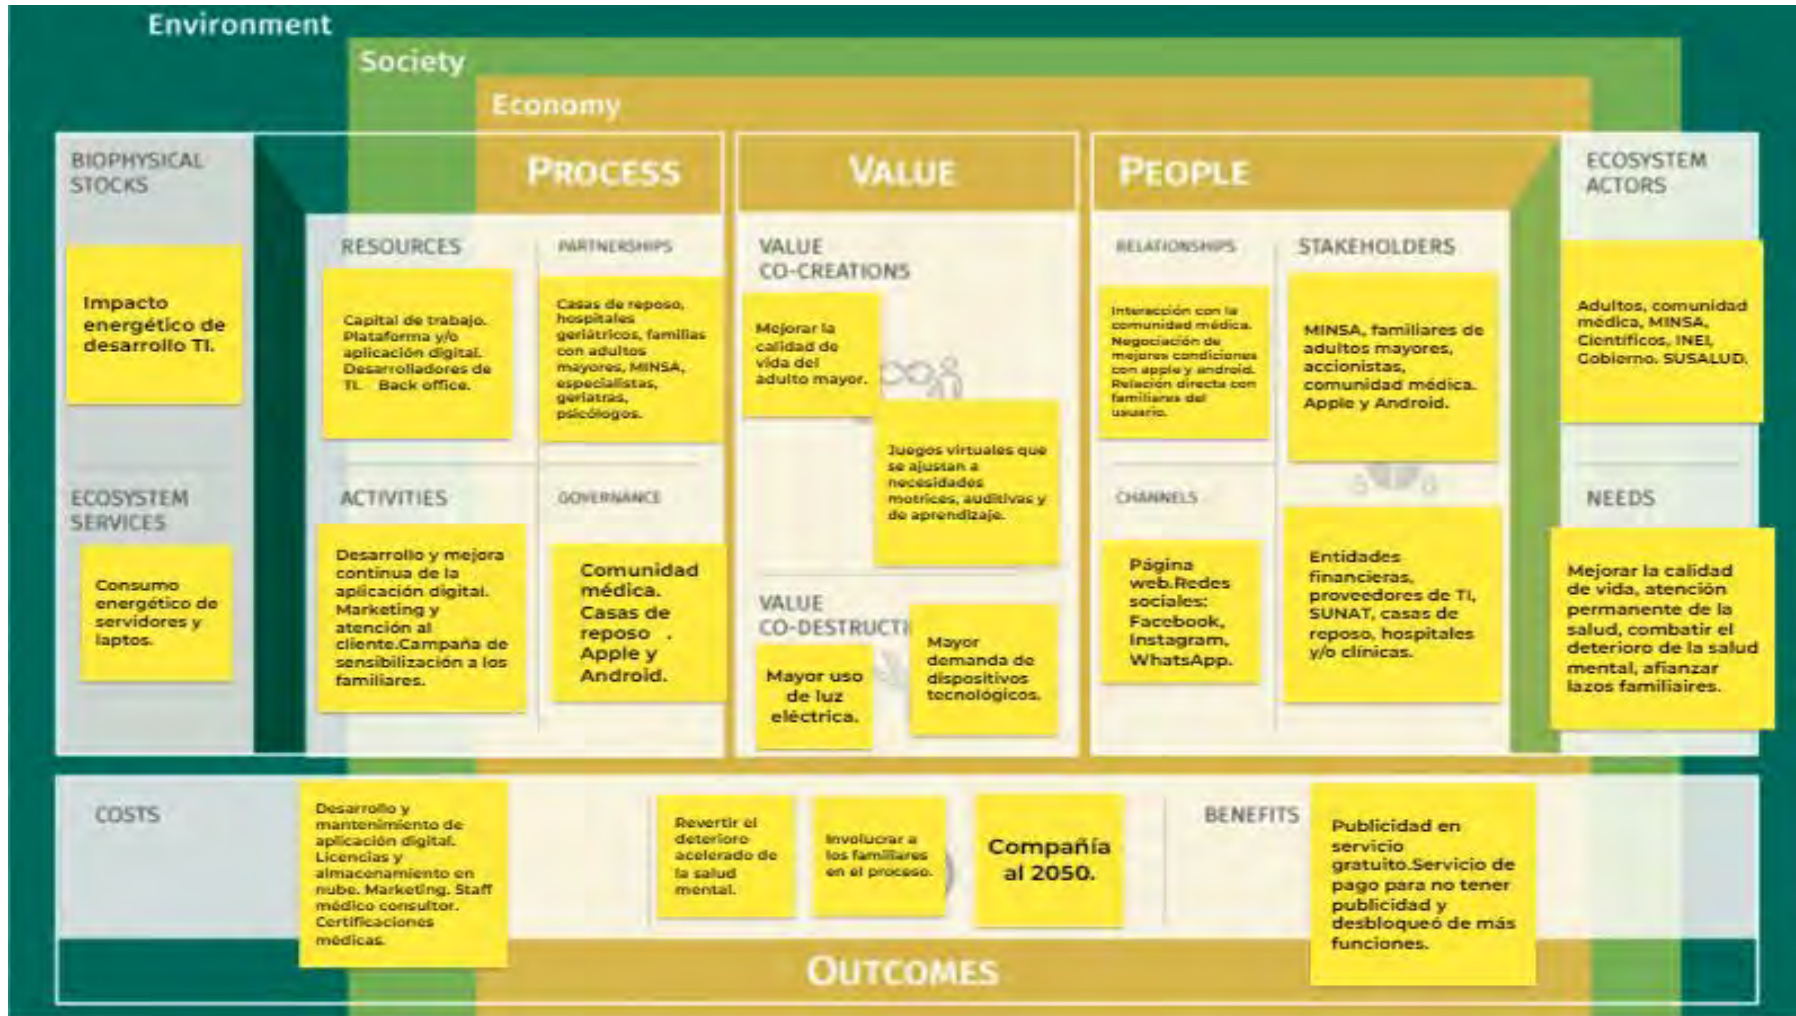 Environment
Society
Economy
BIOPHYSICAL
STOCKS
Impacto
energético de
desarrollo TI.
ECOSYSTEM
SERVICES
Consumo
energético de
servidores y
laptos.
PROCESS
RESOURCES
Capital de trabajo.
Plataforma y/o
aplicación digital.
Desarrolladores de
TI. Back office.
PARTNERSHIPS
Casas de reposo,
hospitales
geriátricos, familias
con adultos
mayores, MINSA,
especialistas,
geriatras,
psicólogos.
ACTIVITIES
Desarrollo y mejora
continua de la
aplicación digital.
Marketing y
atención al
cliente.Campaña de
sensibilización a los
familiares.
GOVERNANCE
Comunidad
médica.
Casas de
reposo .
Apple y
Android.
VALUE
VALUE
CO-CREATIONS
Mejorar la
calidad de
vida del
adulto mayor.
Juegos virtuales que
se ajustan a
necesidades
motrices, auditivas y
de aprendizaje.
VALUE
CO-DESTRUCTI
Mayor uso
de luz
eléctrica.
Mayor
demanda de
dispositivos
tecnológicos.
PEOPLE
RELATIONSHIPS
Interacción con la
comunidad médica.
Negociación de
mejores condiciones
con apple y android.
Relación directa con
familiares del
usuario.
STAKEHOLDERS
MINSA, familiares de
adultos mayores,
accionistas,
comunidad médica.
Apple y Android.
CHANNELS
Página
web.Redes
sociales:
Facebook,
Instagram,
WhatsApp.
Entidades
financieras,
proveedores de TI,
SUNAT, casas de
reposo, hospitales
y/o clínicas.
ECOSYSTEM
ACTORS
Adultos, comunidad
médica, MINSA,
Científicos, INEI,
Gobierno. SUSALUD.
NEEDS
Mejorar la calidad
de vida, atención
permanente de la
salud, combatir el
deterioro de la salud
mental, afianzar
lazos familiaires.
COSTS
Desarrollo y
mantenimiento de
aplicación digital.
Licencias y
almacenamiento en
nube. Marketing. Staff
médico consultor.
Certificaciones
médicas.
Revertir el
deterioro
acelerado de
la salud
mental.
Involucrar a
los familiares
en el proceso.
Compañía
al 2050.
BENEFITS
Publicidad en
servicio
gratuito.Servicio de
pago para no tener
publicidad y
desbloqueó de más
funciones.
OUTCOMES